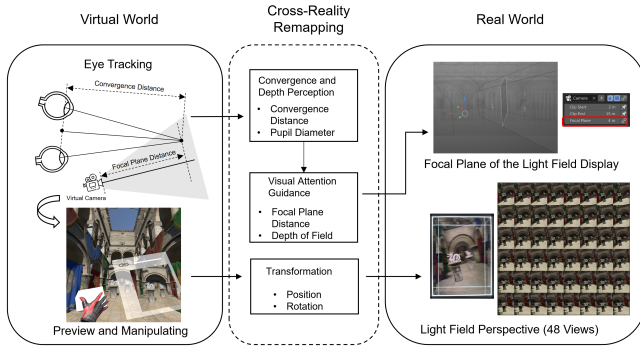 Virtual World
Cross-Reality
Remapping
Real World
Eye Tracking
Convergence Distance
Focal Plane Distance
Virtual Camera
Preview and Manipulating
Convergence and
Depth Perception
• Convergence
Distance
• Pupil Diameter
Visual Attention
Guidance
• Focal Plane
Distance
• Depth of Field
Transformation
• Position
• Rotation
Camera
Clip Start 2 m
Clip End 15 m
Focal Plane 4 m
Focal Plane of the Light Field Display
Light Field Perspective (48 Views)